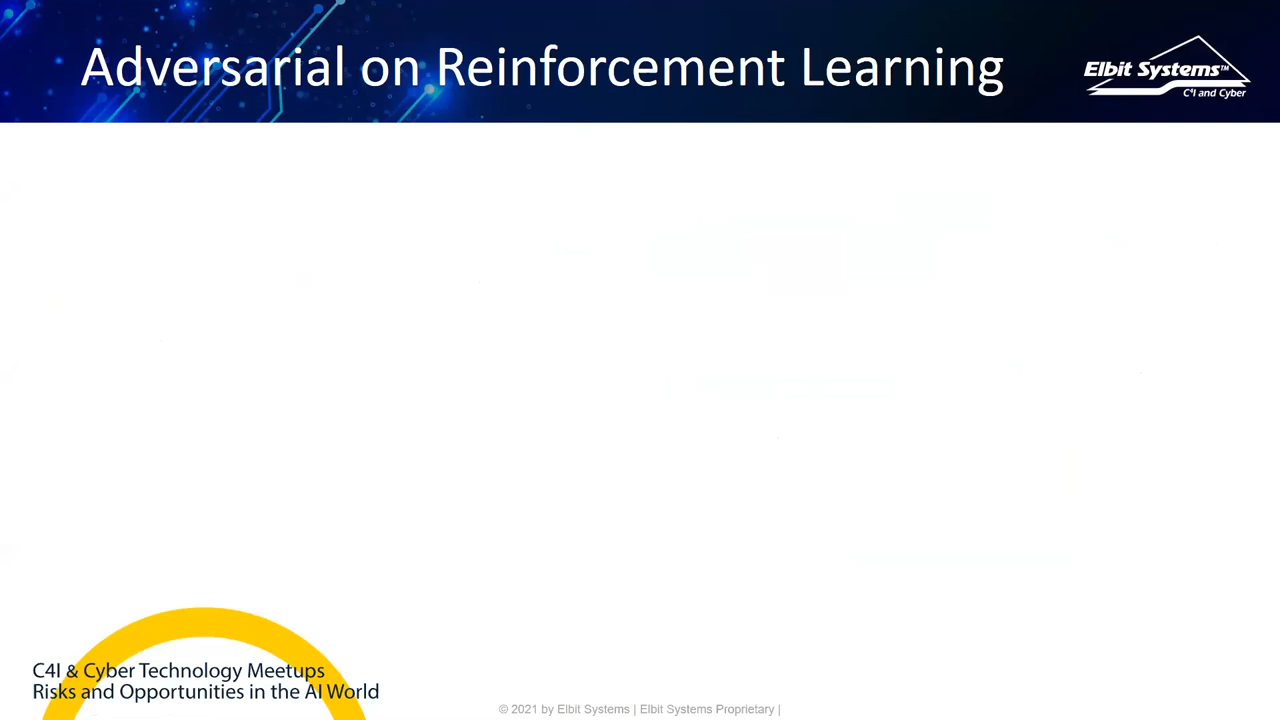 Adversarial on Reinforcement Learning
Elbit Systems™
C⁴I and Cyber
C4I & Cyber Technology Meetups
Risks and Opportunities in the AI World
© 2021 by Elbit Systems | Elbit Systems Proprietary |